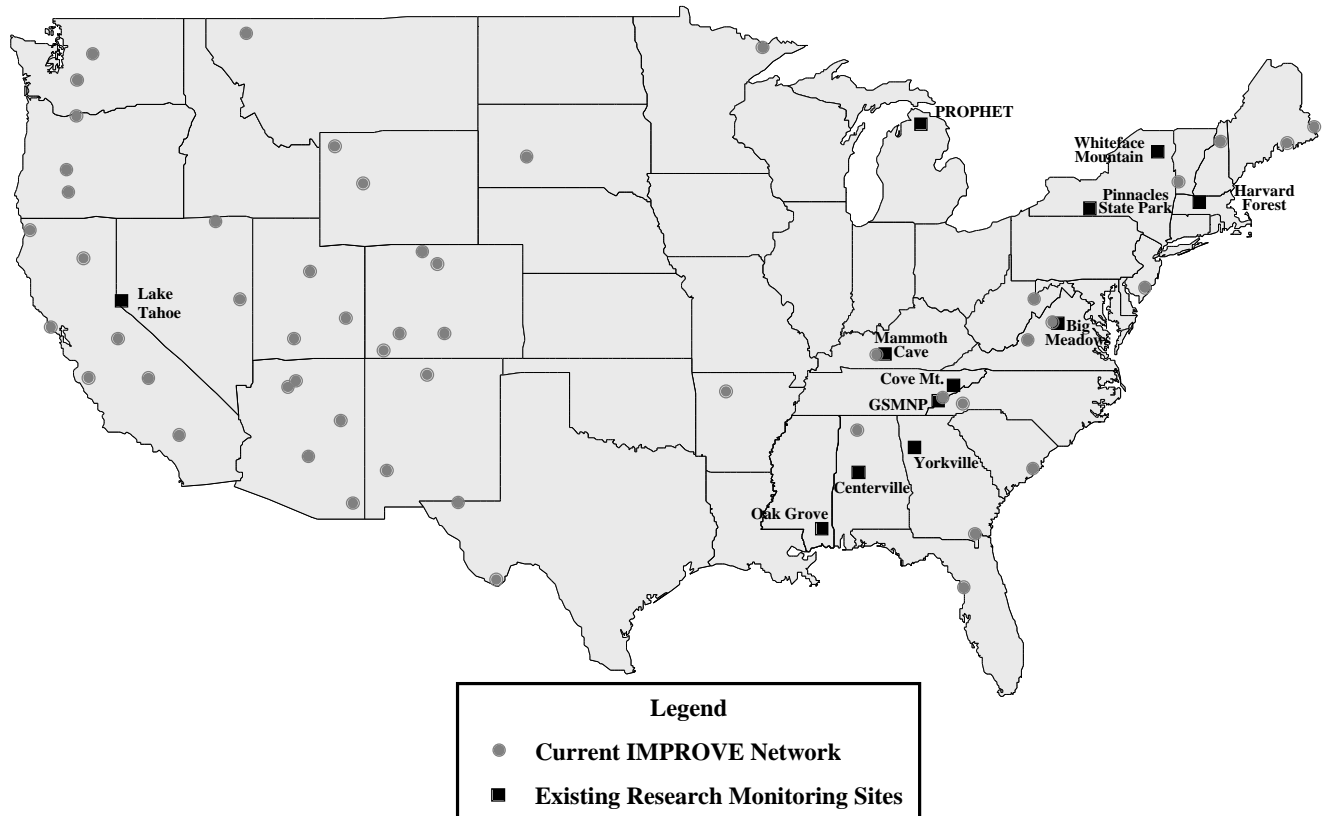 PROPHET
Whiteface
Mountain
Pinnacles
State Park
Harvard
Forest
Lake
Tahoe
Big
Meadow
Mammoth
Cave
Cove Mt.
GSMNP
Yorkville
Centerville
Oak Grove
Legend
Current IMPROVE Network
Existing Research Monitoring Sites